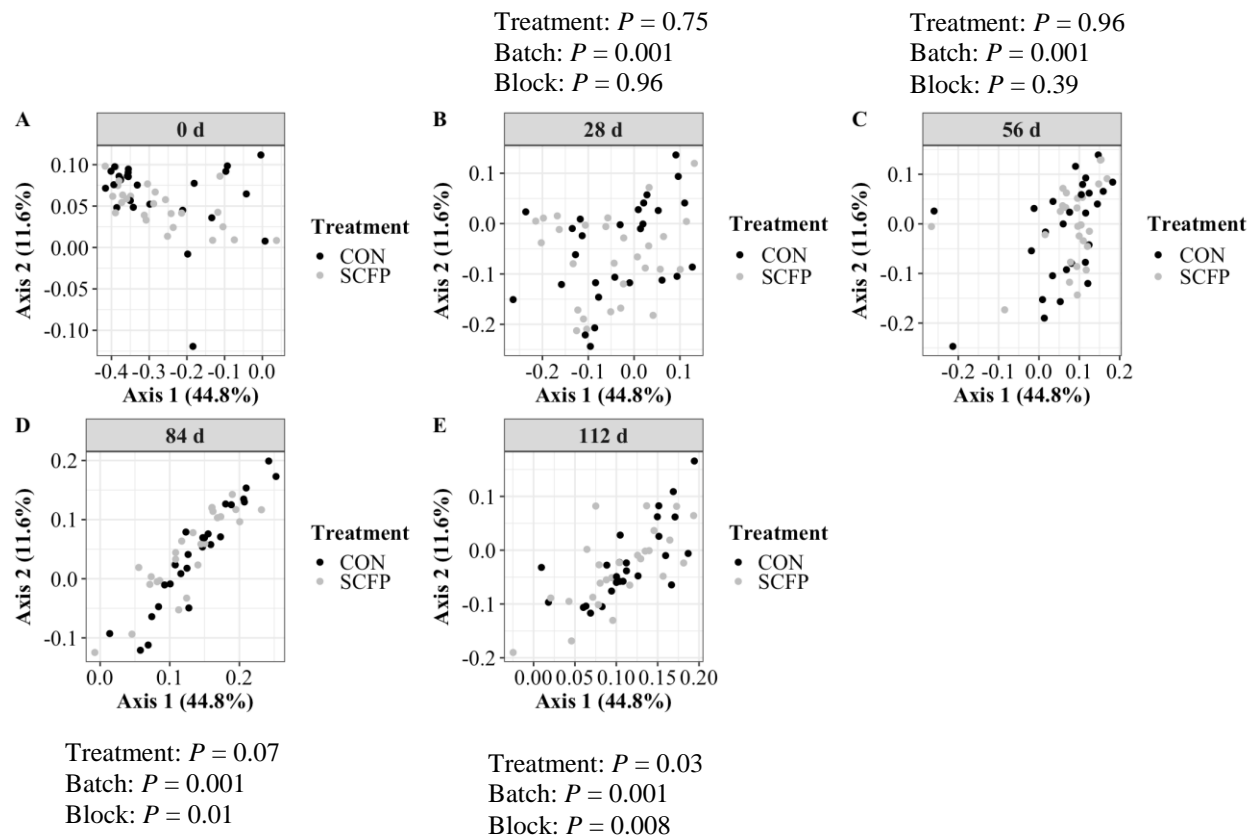 Treatment: P = 0.75
Batch: P = 0.001
Block: P = 0.96
Treatment: P = 0.96
Batch: P = 0.001
Block: P = 0.39
A
0 d
Axis 2 (11.6%)
0.10
0.05
0.00
-0.05
-0.10
-0.4 -0.3 -0.2 -0.1 0.0
Axis 1 (44.8%)
Treatment
CON
SCFP
B
28 d
Axis 2 (11.6%)
0.1
0.0
-0.1
-0.2
-0.2 -0.1 0.0 0.1
Axis 1 (44.8%)
Treatment
CON
SCFP
C
56 d
Axis 2 (11.6%)
0.1
0.0
-0.1
-0.2
-0.2 -0.1 0.0 0.1 0.2
Axis 1 (44.8%)
Treatment
CON
SCFP
D
84 d
Axis 2 (11.6%)
0.2
0.1
0.0
-0.1
0.0 0.1 0.2
Axis 1 (44.8%)
Treatment
CON
SCFP
E
112 d
Axis 2 (11.6%)
0.1
0.0
-0.1
-0.2
0.00 0.05 0.10 0.15 0.20
Axis 1 (44.8%)
Treatment
CON
SCFP
Treatment: P = 0.07
Batch: P = 0.001
Block: P = 0.01
Treatment: P = 0.03
Batch: P = 0.001
Block: P = 0.008